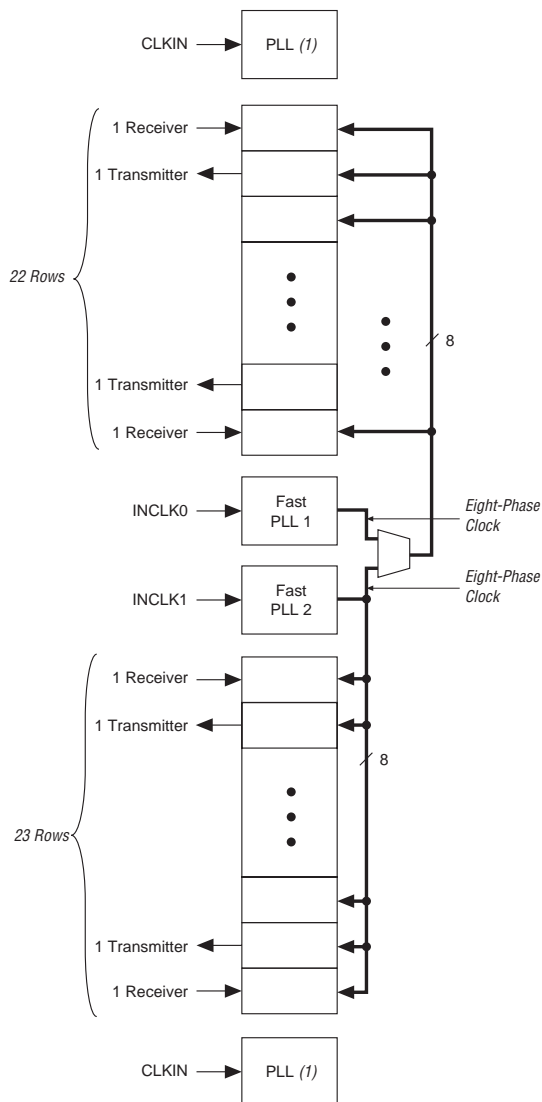 CLKIN
PLL (1)
1 Receiver
1 Transmitter
22 Rows
8
1 Transmitter
1 Receiver
INCLK0
Fast
PLL 1
Eight-Phase
Clock
INCLK1
Fast
PLL 2
Eight-Phase
Clock
1 Receiver
1 Transmitter
8
23 Rows
1 Transmitter
1 Receiver
CLKIN
PLL (1)